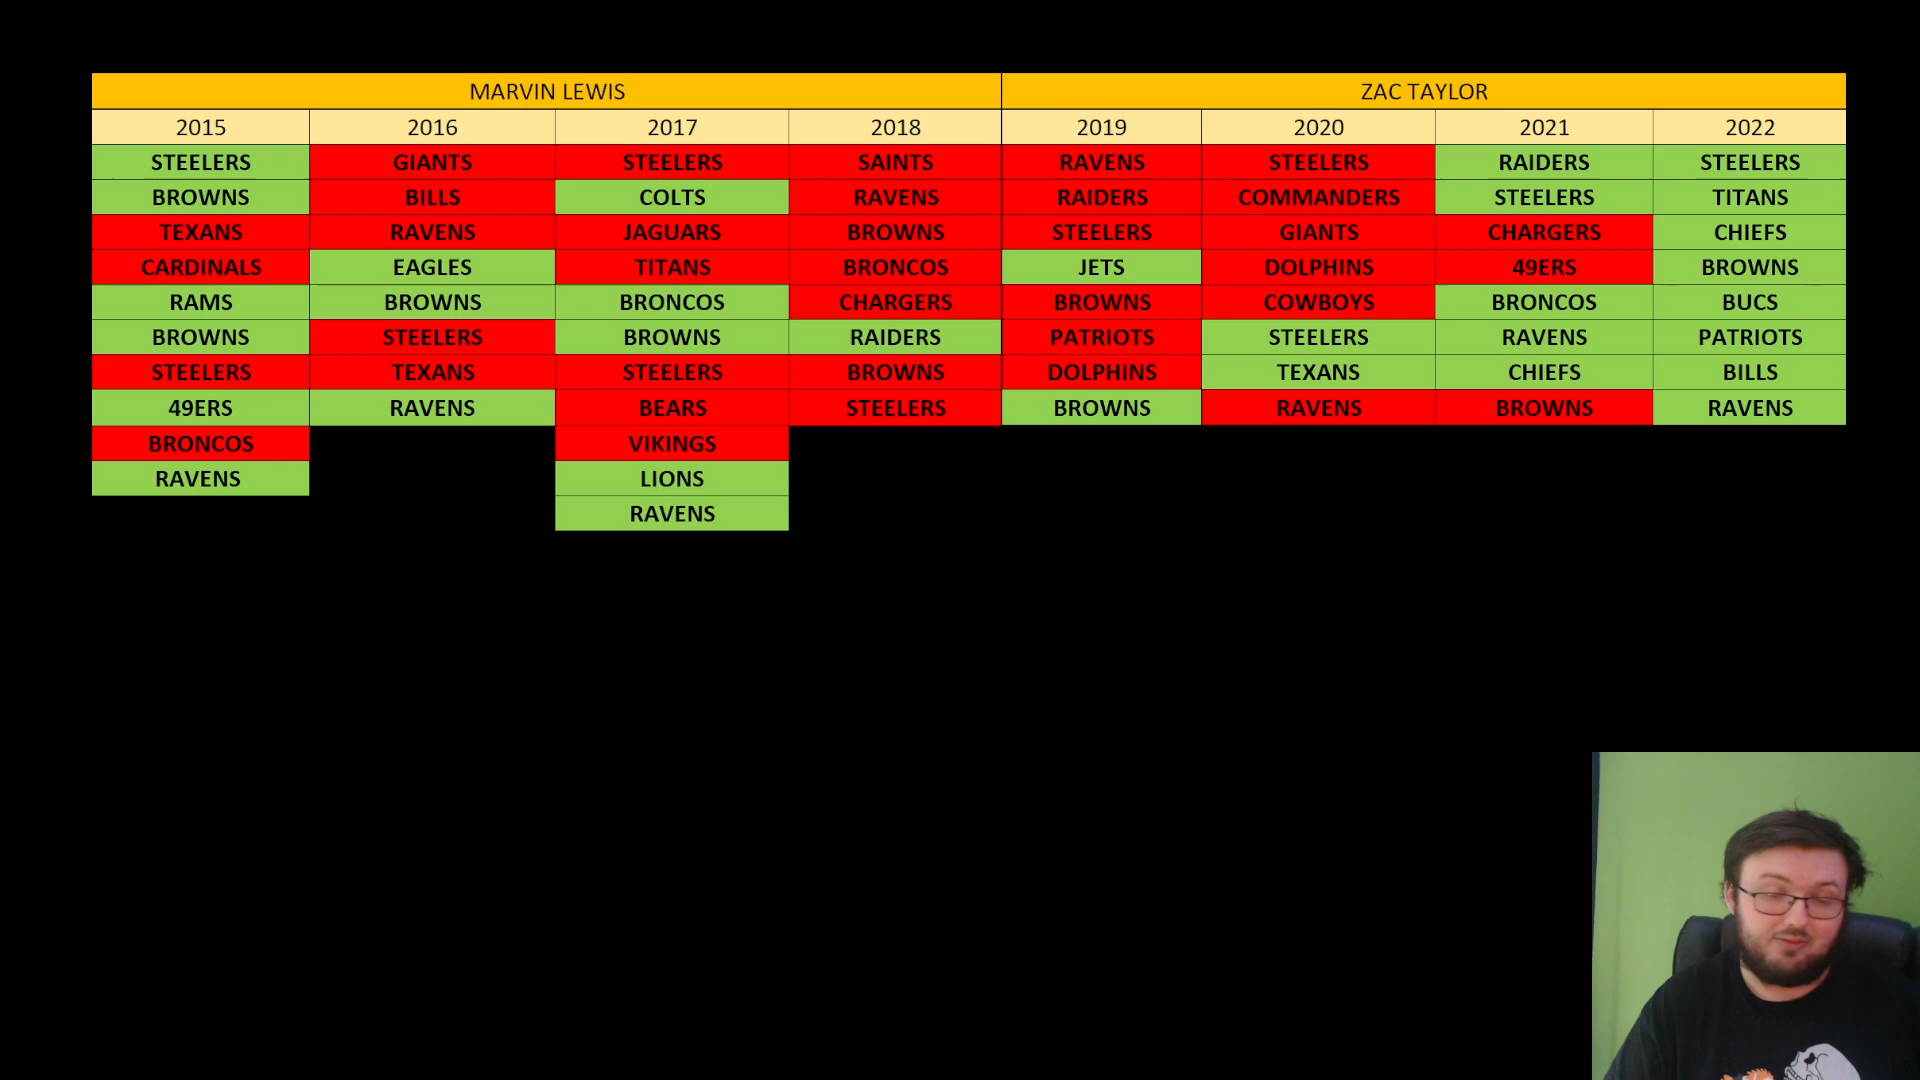 MARVIN LEWIS ZAC TAYLOR
2015 2016 2017 2018 2019 2020 2021 2022
STEELERS GIANTS STEELERS SAINTS RAVENS STEELERS RAIDERS STEELERS
BROWNS BILLS COLTS RAVENS RAIDERS COMMANDERS STEELERS TITANS
TEXANS RAVENS JAGUARS BROWNS STEELERS GIANTS CHARGERS CHIEFS
CARDINALS EAGLES TITANS BRONCOS JETS DOLPHINS 49ERS BROWNS
RAMS BROWNS BRONCOS CHARGERS BROWNS COWBOYS BRONCOS BUCS
BROWNS STEELERS BROWNS RAIDERS PATRIOTS STEELERS RAVENS PATRIOTS
STEELERS TEXANS STEELERS BROWNS DOLPHINS TEXANS CHIEFS BILLS
49ERS RAVENS BEARS STEELERS BROWNS RAVENS BROWNS RAVENS
BRONCOS VIKINGS
RAVENS LIONS
RAVENS